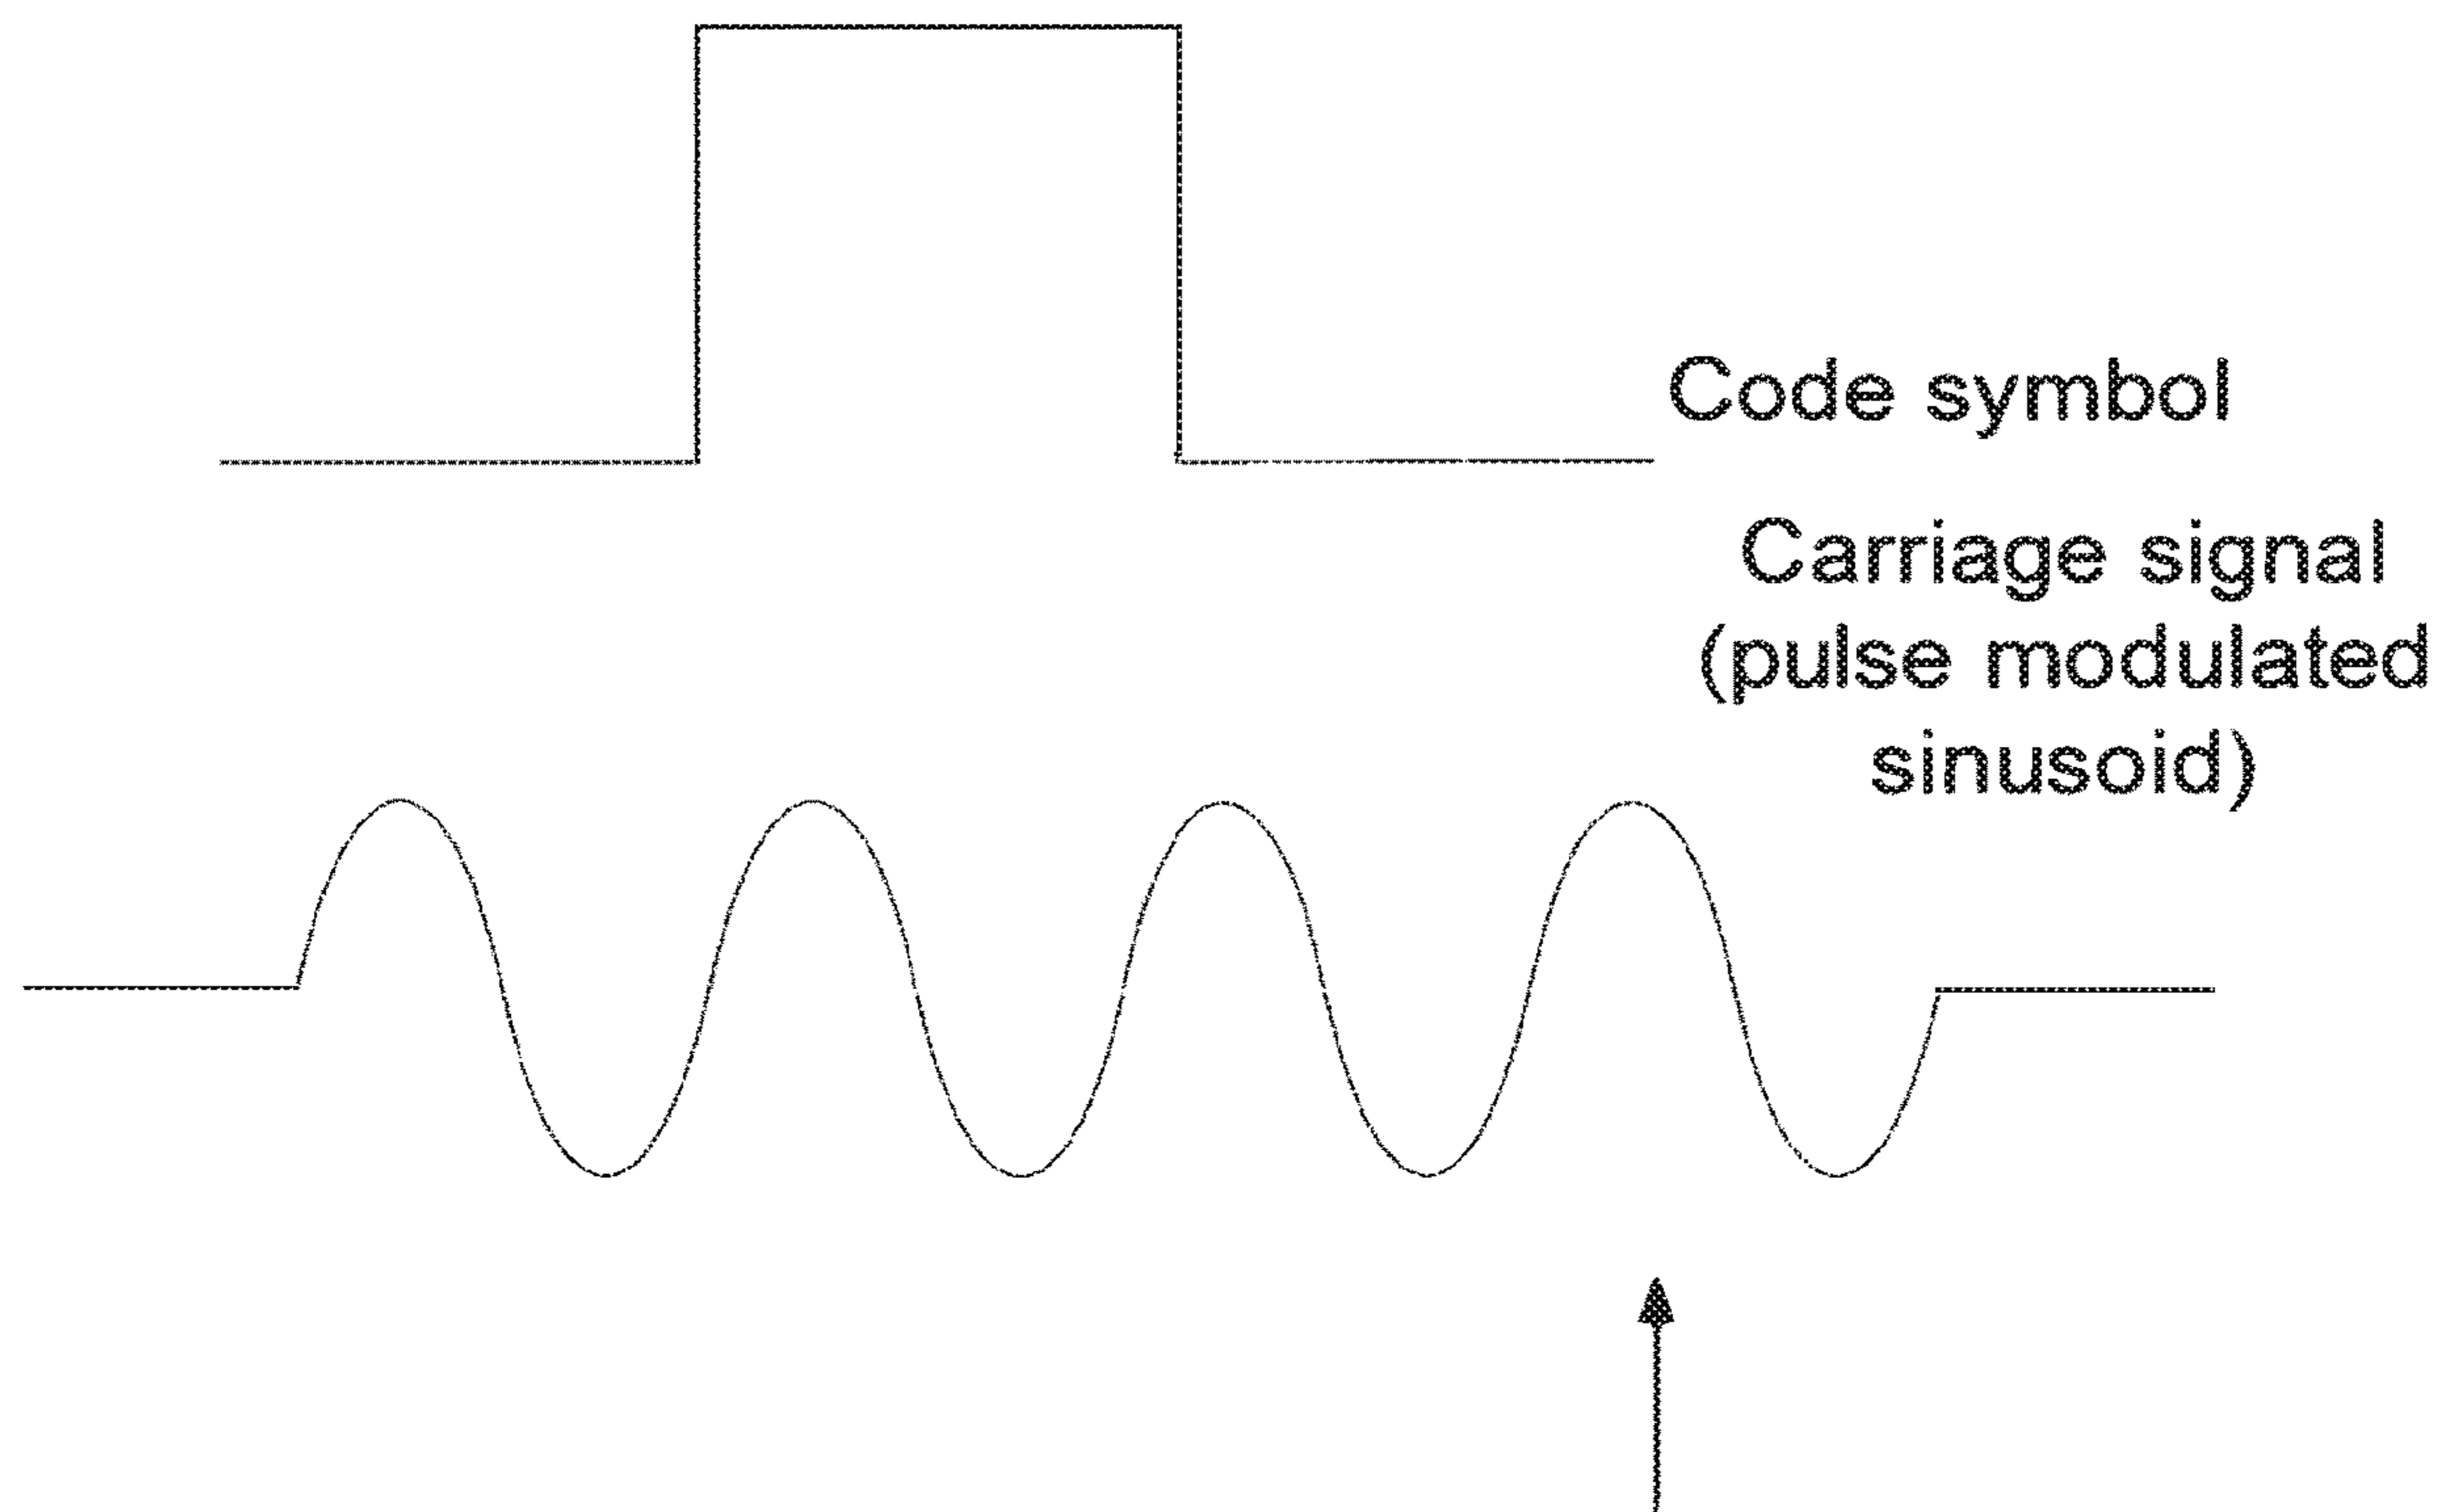 Code symbol
Carriage signal
(pulse modulated
sinusoid)